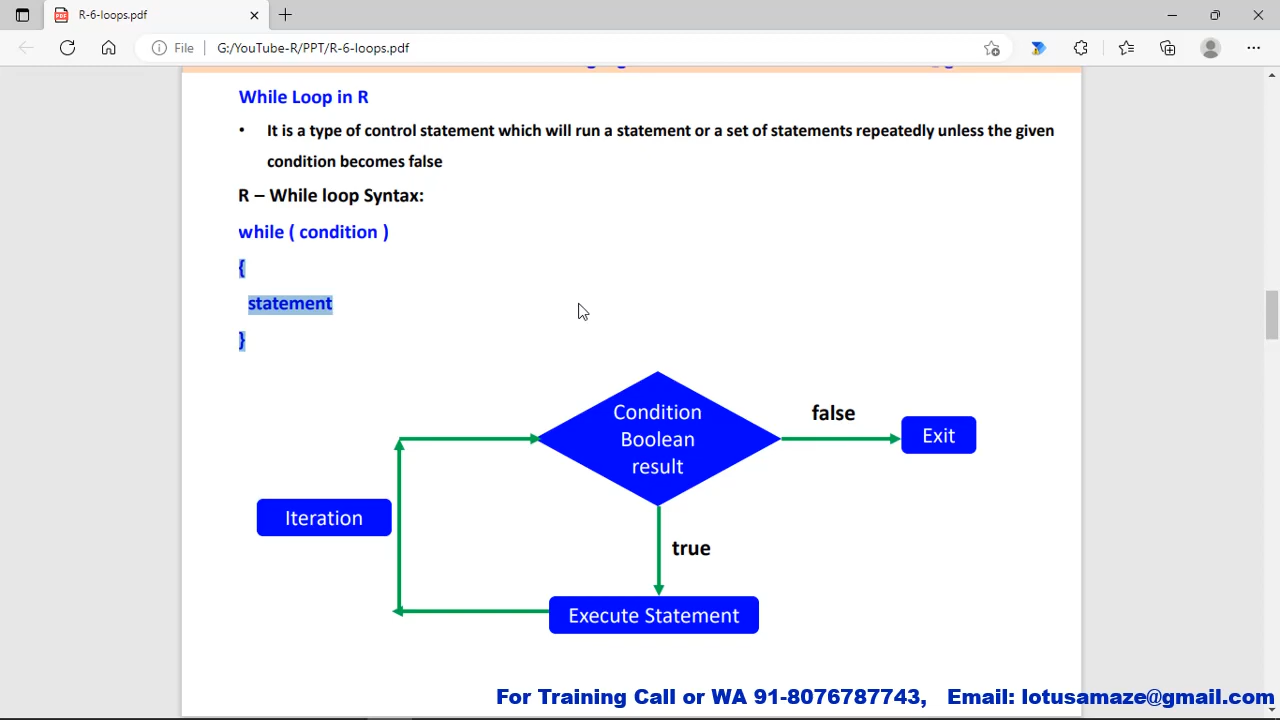 R-6-loops.pdf
File
G:/YouTube-R/PPT/R-6-loops.pdf
While Loop in R
• It is a type of control statement which will run a statement or a set of statements repeatedly unless the given
condition becomes false
R – While loop Syntax:
while ( condition )
{
statement
}
Condition
Boolean
result
false
Exit
Iteration
true
Execute Statement
For Training Call or WA 91-8076787743, Email: lotusamaze@gmail.com